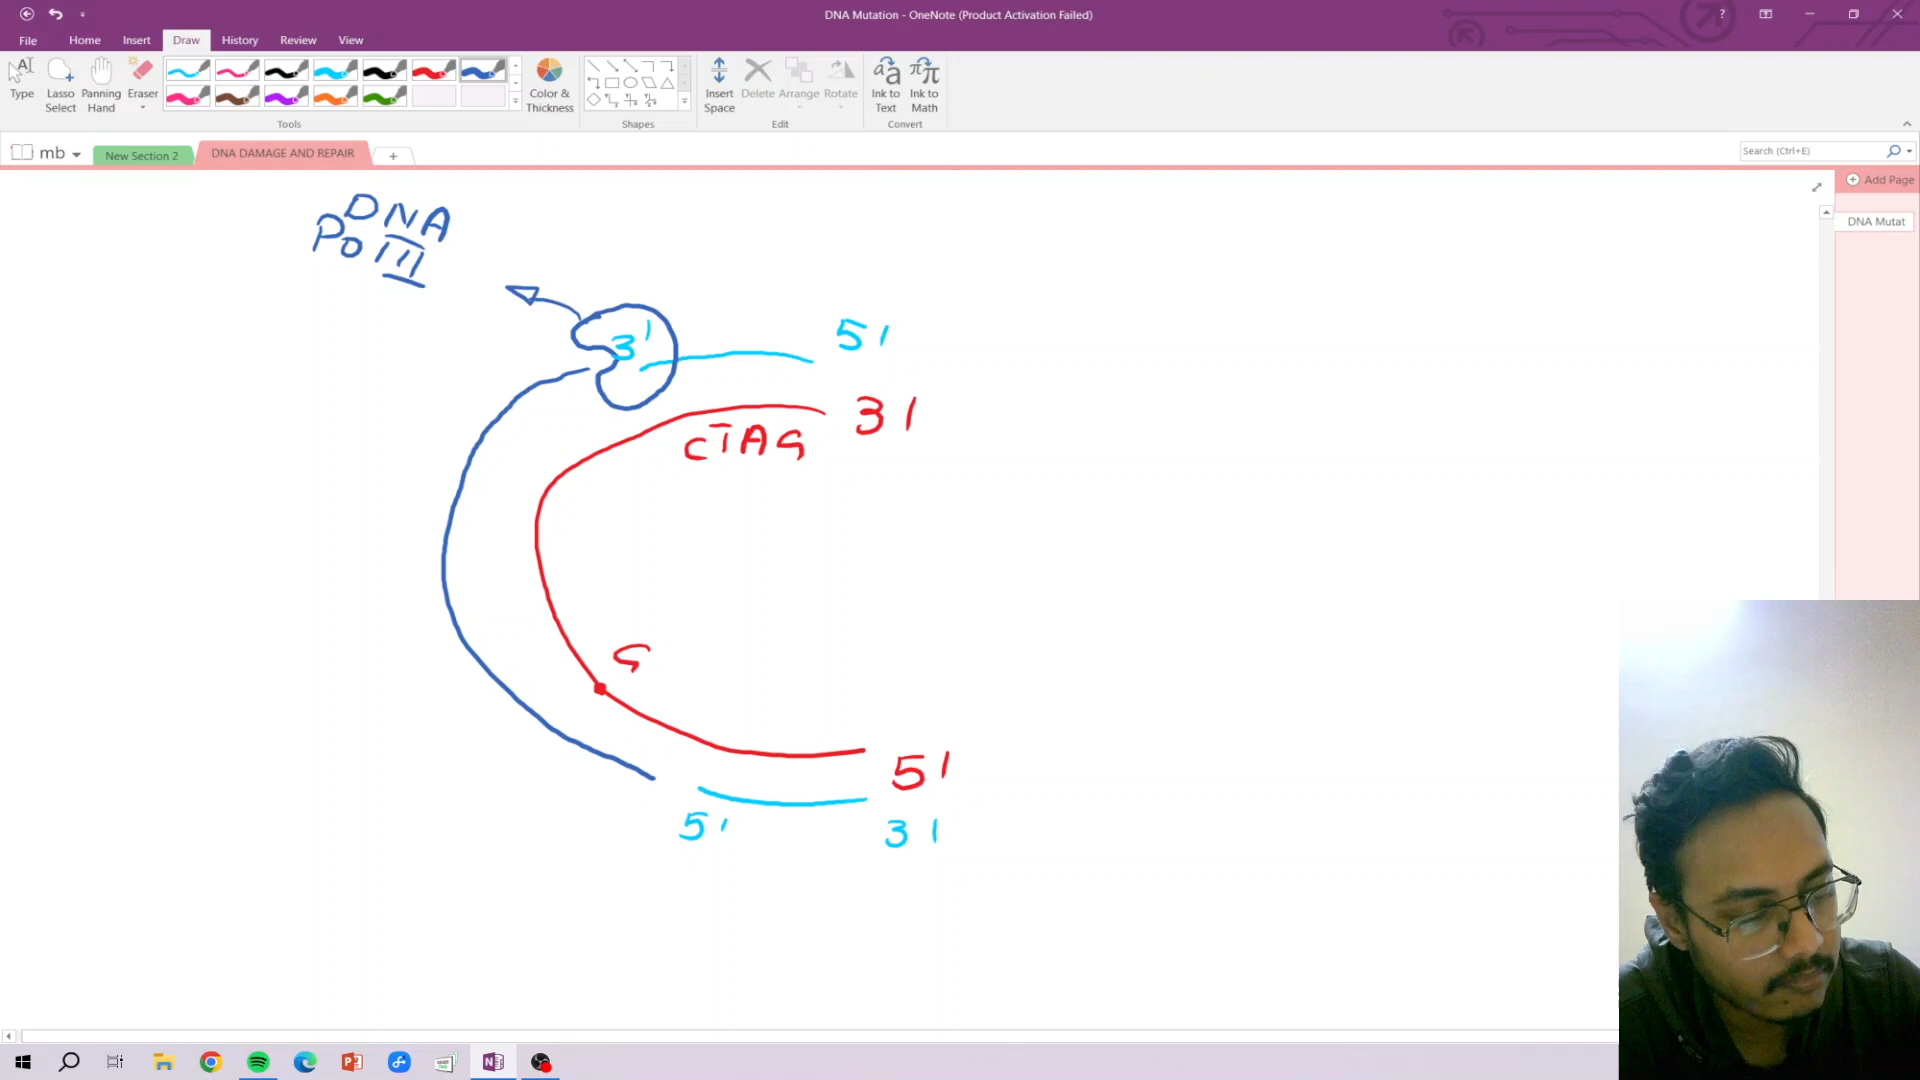 DNA Mutation - OneNote (Product Activation Failed)
?
File Home Insert Draw History Review View
Type
Lasso Select
Panning Hand
Eraser
Color & Thickness
Insert Space
Delete
Arrange
Rotate
Ink to Text
Ink to Math
Tools
Shapes
Edit
Convert
mb
New Section 2
DNA DAMAGE AND REPAIR
+
Search (Ctrl+E)
Add Page
DNA Mutat
DNA
Pol III
3'
5'
3'
CTAG
G
5'
5'
3'